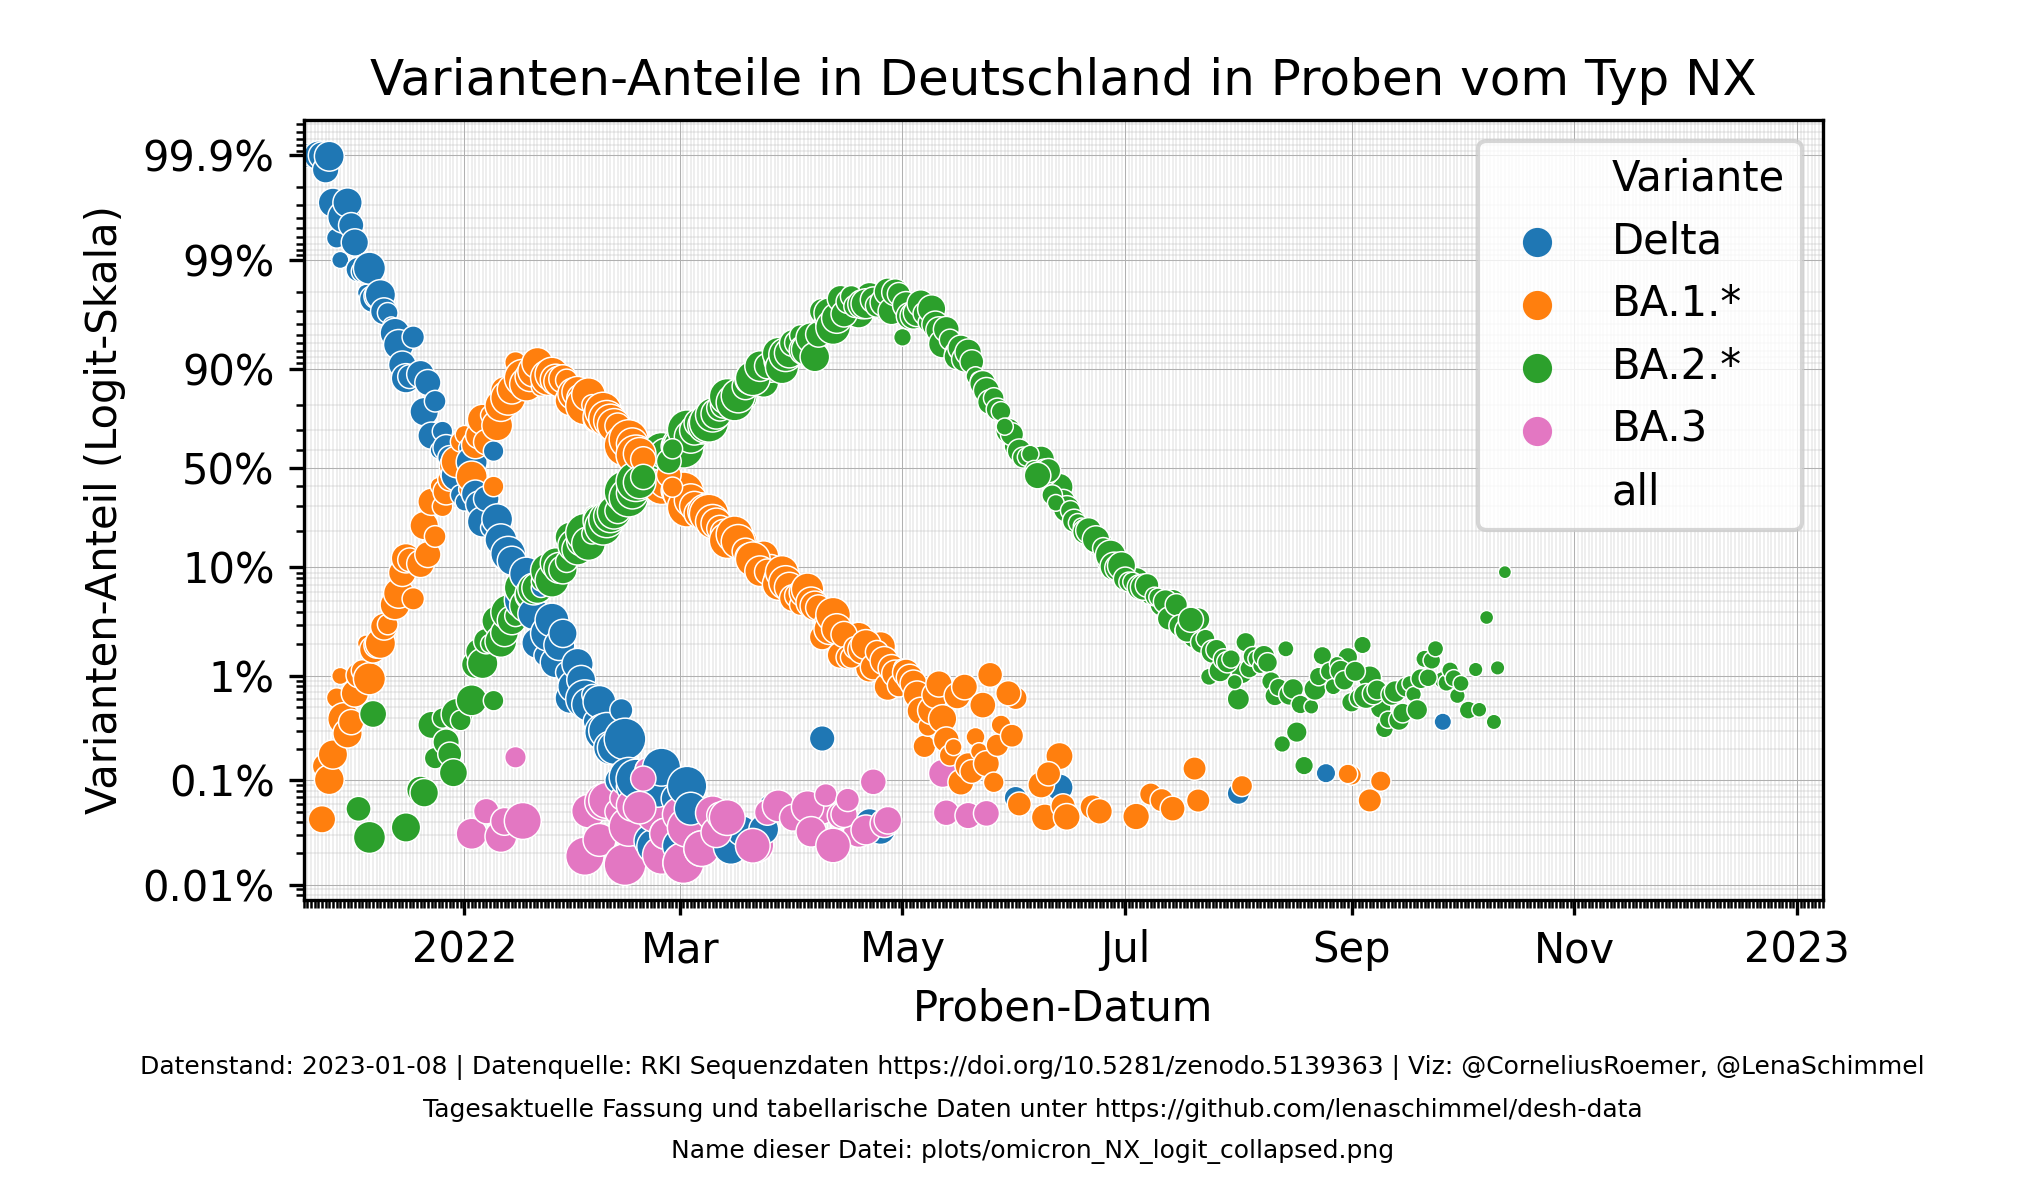 Varianten-Anteile in Deutschland in Proben vom Typ NX
Varianten-Anteil (Logit-Skala)
99.9%
99%
90%
50%
10%
1%
0.1%
0.01%
Variante
Delta
BA.1.*
BA.2.*
BA.3
all
2022
Mar
May
Jul
Sep
Nov
2023
Proben-Datum
Datenstand: 2023-01-08 | Datenquelle: RKI Sequenzdaten https://doi.org/10.5281/zenodo.5139363 | Viz: @CorneliusRoemer, @LenaSchimmel
Tagesaktuelle Fassung und tabellarische Daten unter https://github.com/lenaschimmel/desh-data
Name dieser Datei: plots/omicron_NX_logit_collapsed.png